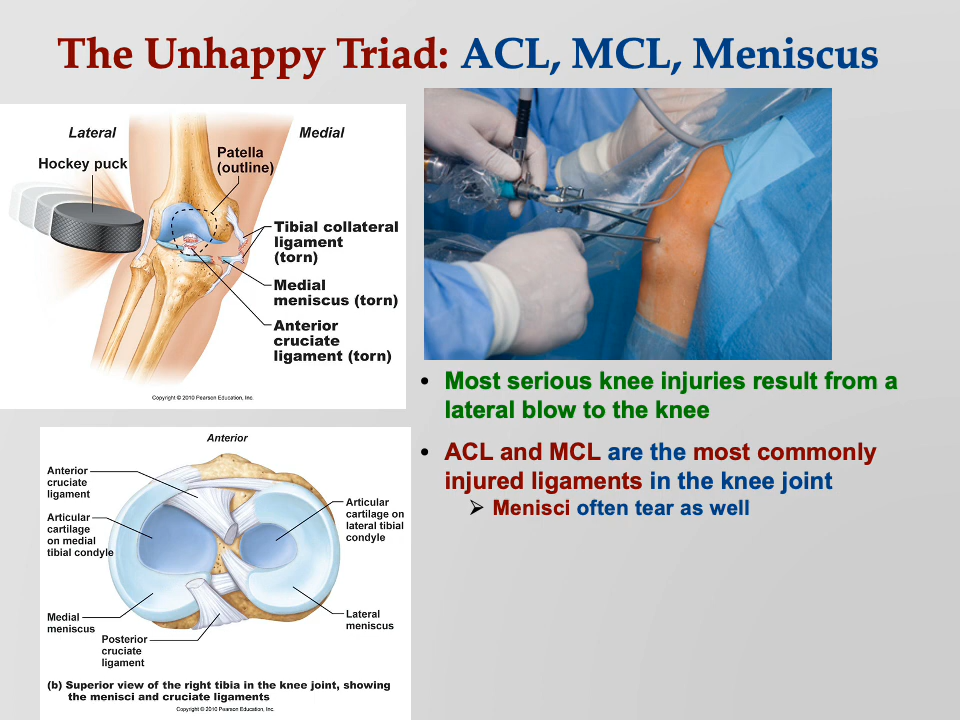 The Unhappy Triad: ACL, MCL, Meniscus
Lateral
Medial
Hockey puck
Patella
(outline)
Tibial collateral
ligament
(torn)
Medial
meniscus (torn)
Anterior
cruciate
ligament (torn)
Copyright © 2010 Pearson Education, Inc.
• Most serious knee injuries result from a
lateral blow to the knee
• ACL and MCL are the most commonly
injured ligaments in the knee joint
➢ Menisci often tear as well
Anterior
Anterior
cruciate
ligament
Articular
cartilage
on medial
tibial condyle
Articular
cartilage on
lateral tibial
condyle
Medial
meniscus
Posterior
cruciate
ligament
Lateral
meniscus
(b) Superior view of the right tibia in the knee joint, showing
the menisci and cruciate ligaments
Copyright © 2010 Pearson Education, Inc.